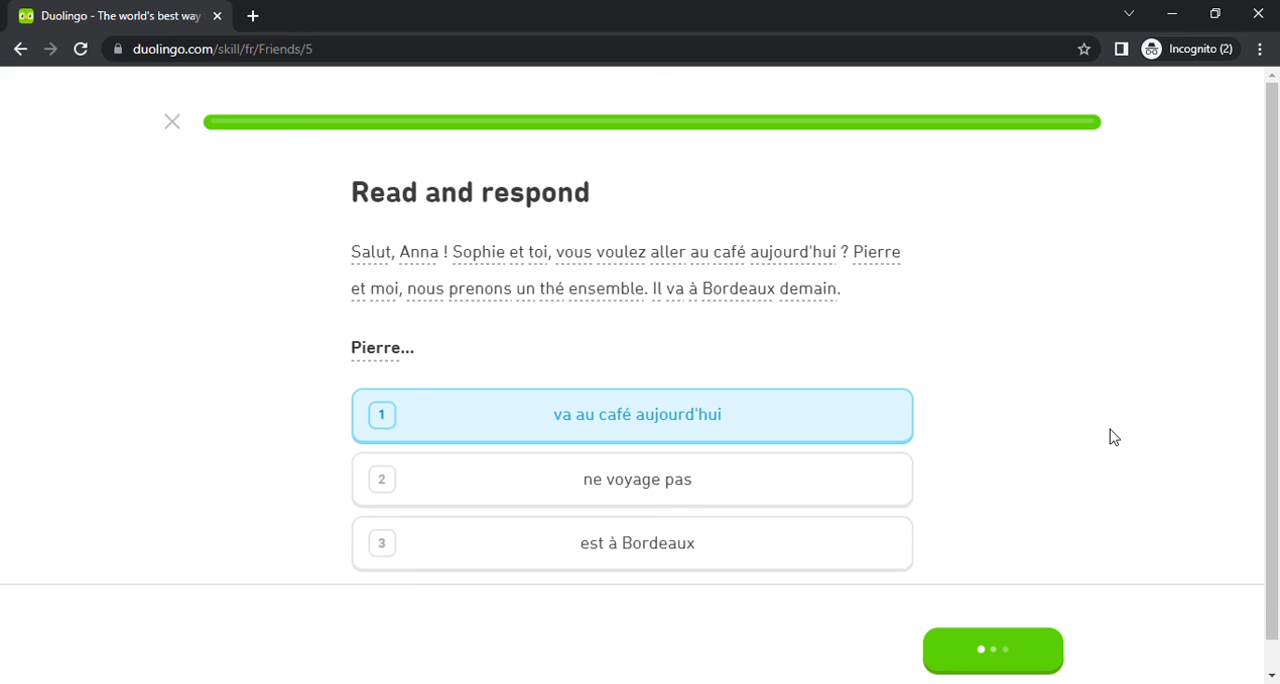 Duolingo - The world's best way
duolingo.com/skill/fr/Friends/5
Incognito (2)
Read and respond
Salut, Anna ! Sophie et toi, vous voulez aller au café aujourd'hui ? Pierre
et moi, nous prenons un thé ensemble. Il va à Bordeaux demain.
Pierre...
1 va au café aujourd'hui
2 ne voyage pas
3 est à Bordeaux